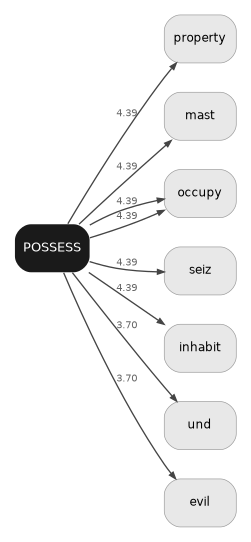 property
4.39
mast
4.39
occupy
4.39
4.39
POSSESS
4.39
seiz
4.39
inhabit
3.70
und
3.70
evil